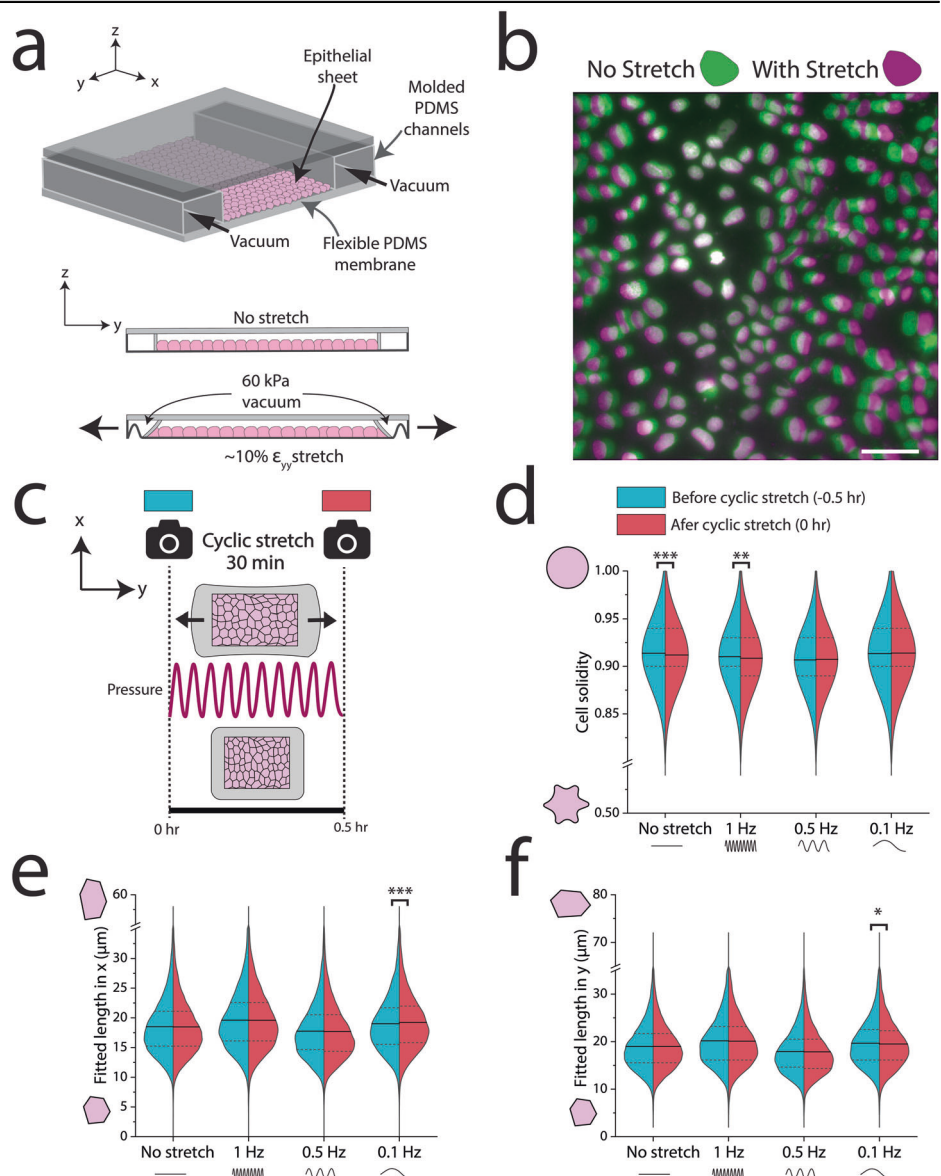 a
z
y
x
Epithelial
sheet
Molded
PDMS
channels
Vacuum
Vacuum
Flexible PDMS
membrane
z
y
No stretch
60 kPa
vacuum
~10% εyy stretch
b
No Stretch
With Stretch
c
x
y
Cyclic stretch
30 min
Pressure
0 hr
0.5 hr
d
Before cyclic stretch (-0.5 hr)
Afer cyclic stretch (0 hr)
***
**
1.00
0.95
0.90
0.85
0.50
Cell solidity
No stretch
1 Hz
0.5 Hz
0.1 Hz
e
***
60
30
25
20
15
10
5
0
Fitted length in x (μm)
No stretch
1 Hz
0.5 Hz
0.1 Hz
f
*
80
70
30
20
10
0
Fitted length in y (μm)
No stretch
1 Hz
0.5 Hz
0.1 Hz